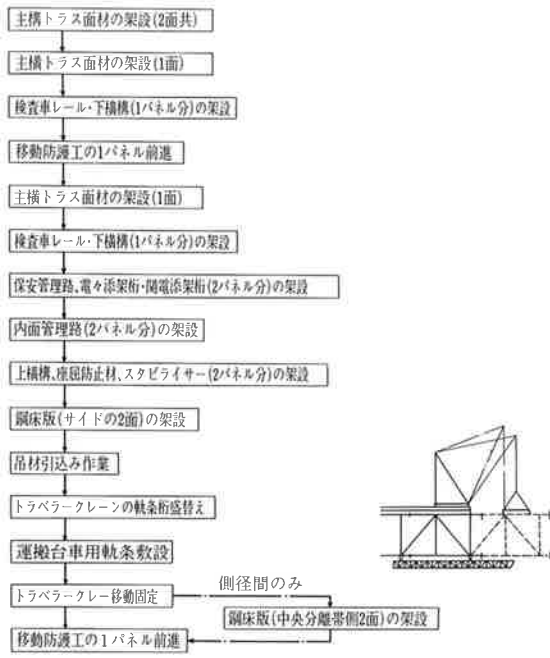 主構トラス面材の架設(2面共)
主横トラス面材の架設(1面)
検査車レール・下横構(1パネル分)の架設
移動防護工の1パネル前進
主横トラス面材の架設(1面)
検査車レール・下横構(1パネル分)の架設
保安管理路、電々添架桁・関電添架桁(2パネル分)の架設
内面管理路(2パネル分)の架設
上横構、座屈防止材、スタビライサー(2パネル分)の架設
鋼床版(サイドの2面)の架設
吊材引込み作業
トラベラークレーンの軌条桁盛替え
運搬台車用軌条敷設
トラベラークレー移動固定
側径間のみ
鋼床版(中央分離帯側2面)の架設
移動防護工の1パネル前進